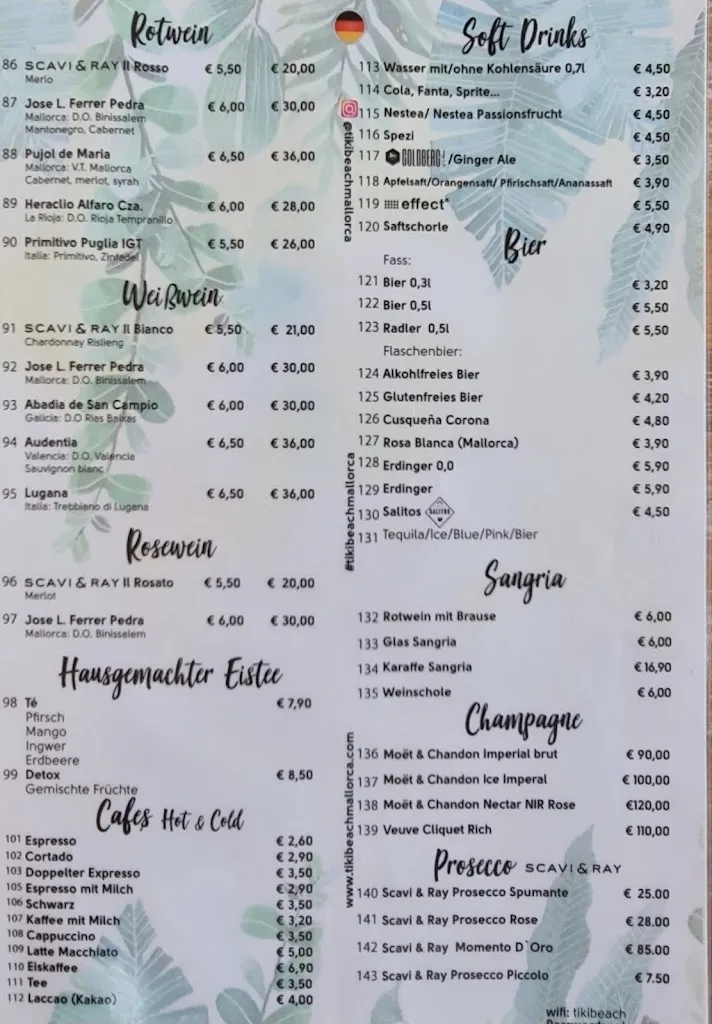 Rotwein
86 SCAVI & RAY Il Rosso € 5,50 € 20,00
Merlo
87 Jose L. Ferrer Pedra € 6,00 € 30,00
Mallorca: D.O. Binissalem
Mantonegro, Cabernet
88 Pujol de Maria € 6,50 € 36,00
Mallorca: V.T. Mallorca
Cabernet, merlot, syrah
89 Heraclio Alfaro Cza. € 6,00 € 28,00
La Rioja: D.O. Rioja Tempranillo
90 Primitivo Puglia IGT € 5,50 € 26,00
Italia: Primitivo, Zintadel
Weißwein
91 SCAVI & RAY Il Bianco € 5,50 € 21,00
Chardonnay Rislieng
92 Jose L. Ferrer Pedra € 6,00 € 30,00
Mallorca: D.O. Binissalem
93 Abadia de San Campio € 6,00 € 30,00
Galicia: D.O Rias Baixas
94 Audentia € 6,50 € 36,00
Valencia: D.O. Valencia
Sauvignon blanc
95 Lugana € 6,50 € 36,00
Italia: Trebbiano di Lugana
Rosewein
96 SCAVI & RAY Il Rosato € 5,50 € 20,00
Merlot
97 Jose L. Ferrer Pedra € 6,00 € 30,00
Mallorca: D.O. Binissalem
Hausgemachter Eistee
98 Té € 7,90
Pfirsch
Mango
Ingwer
Erdbeere
99 Detox € 8,50
Gemischte Früchte
Cafes Hot & Cold
101 Espresso € 2,60
102 Cortado € 2,90
103 Doppelter Expresso € 3,50
105 Espresso mit Milch € 2,90
106 Schwarz € 3,50
107 Kaffee mit Milch € 3,20
108 Cappuccino € 3,50
109 Latte Macchiato € 5,00
110 Eiskaffee € 6,90
111 Tee € 3,50
112 Laccao (Kakao) € 4,00
@tikibeachmallorca
#tikibeachmallorca
www.tikibeachmallorca.com
Soft Drinks
113 Wasser mit/ohne Kohlensäure 0,7l € 4,50
114 Cola, Fanta, Sprite... € 3,20
115 Nestea/ Nestea Passionsfrucht € 4,50
116 Spezi € 4,50
117 GOLDBERG /Ginger Ale € 3,50
118 Apfelsaft/Orangensaft/ Pfirischsaft/Ananassaft € 3,90
119 effect® € 5,50
120 Saftschorle € 4,90
Bier
Fass:
121 Bier 0,3l € 3,20
122 Bier 0,5l € 5,50
123 Radler 0,5l € 5,50
Flaschenbier:
124 Alkohlfreies Bier € 3,90
125 Glutenfreies Bier € 4,20
126 Cusqueña Corona € 4,80
127 Rosa Blanca (Mallorca) € 3,90
128 Erdinger 0,0 € 5,90
129 Erdinger € 5,90
130 Salitos SALITOS € 4,50
131 Tequila/Ice/Blue/Pink/Bier
Sangria
132 Rotwein mit Brause € 6,00
133 Glas Sangria € 6,00
134 Karaffe Sangria € 16,90
135 Weinschole € 6,00
Champagne
136 Moët & Chandon Imperial brut € 90,00
137 Moët & Chandon Ice Imperal € 100,00
138 Moët & Chandon Nectar NIR Rose €120,00
139 Veuve Cliquet Rich € 110,00
Prosecco SCAVI & RAY
140 Scavi & Ray Prosecco Spumante € 25.00
141 Scavi & Ray Prosecco Rose € 28.00
142 Scavi & Ray Momento D`Oro € 85.00
143 Scavi & Ray Prosecco Piccolo € 7.50
wifi: tikibeach